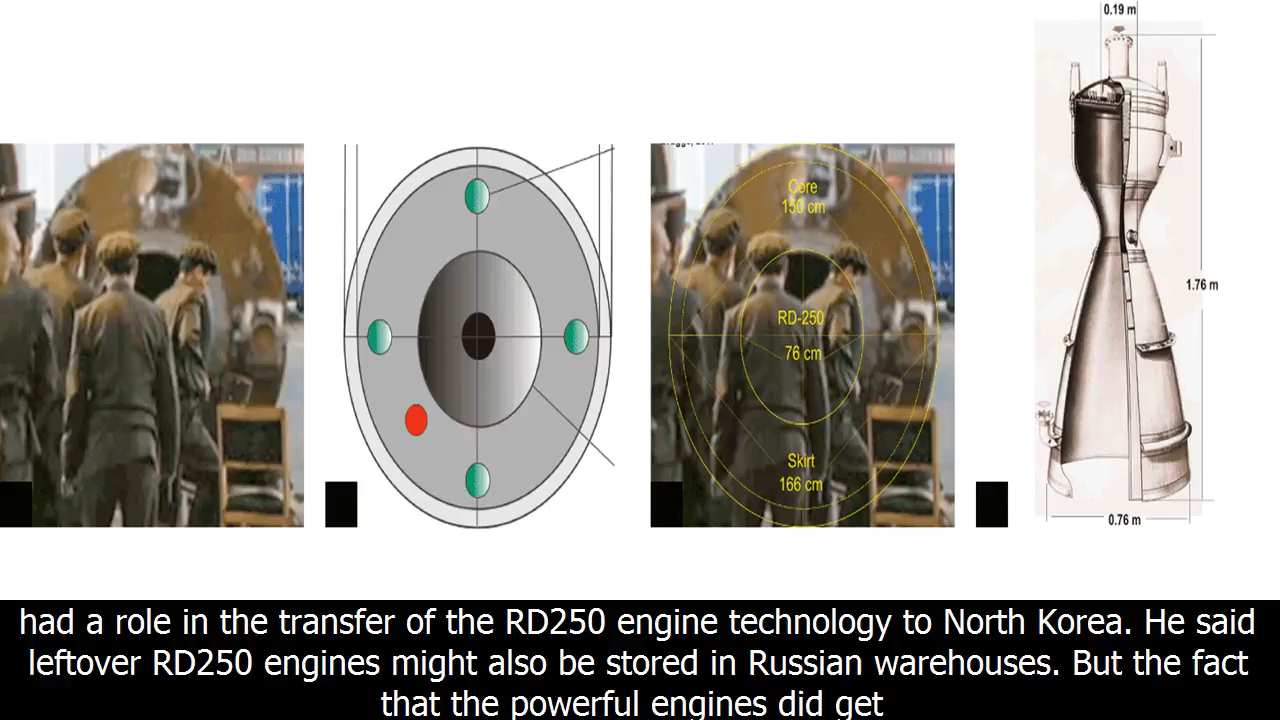 0.19 m
Core
150 cm
RD-250
76 cm
Skirt
166 cm
1.76 m
0.76 m
had a role in the transfer of the RD250 engine technology to North Korea. He said
leftover RD250 engines might also be stored in Russian warehouses. But the fact
that the powerful engines did get